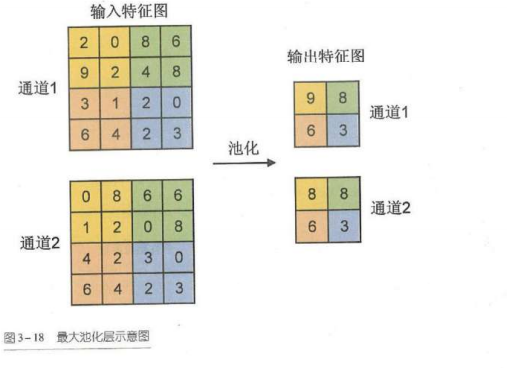 输入特征图
通道1
2 0 8 6
9 2 4 8
3 1 2 0
6 4 2 3
通道2
0 8 6 6
1 2 0 8
4 2 3 0
6 4 2 3
池化
输出特征图
9 8
6 3
通道1
8 8
6 3
通道2
图3-18 最大池化层示意图